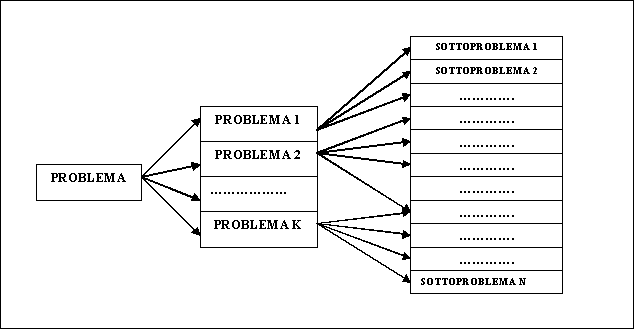 PROBLEMA
PROBLEMA 1
PROBLEMA 2
...................
PROBLEMA K
SOTTOPROBLEMA 1
SOTTOPROBLEMA 2
.............
.............
.............
.............
.............
.............
.............
.............
SOTTOPROBLEMA N